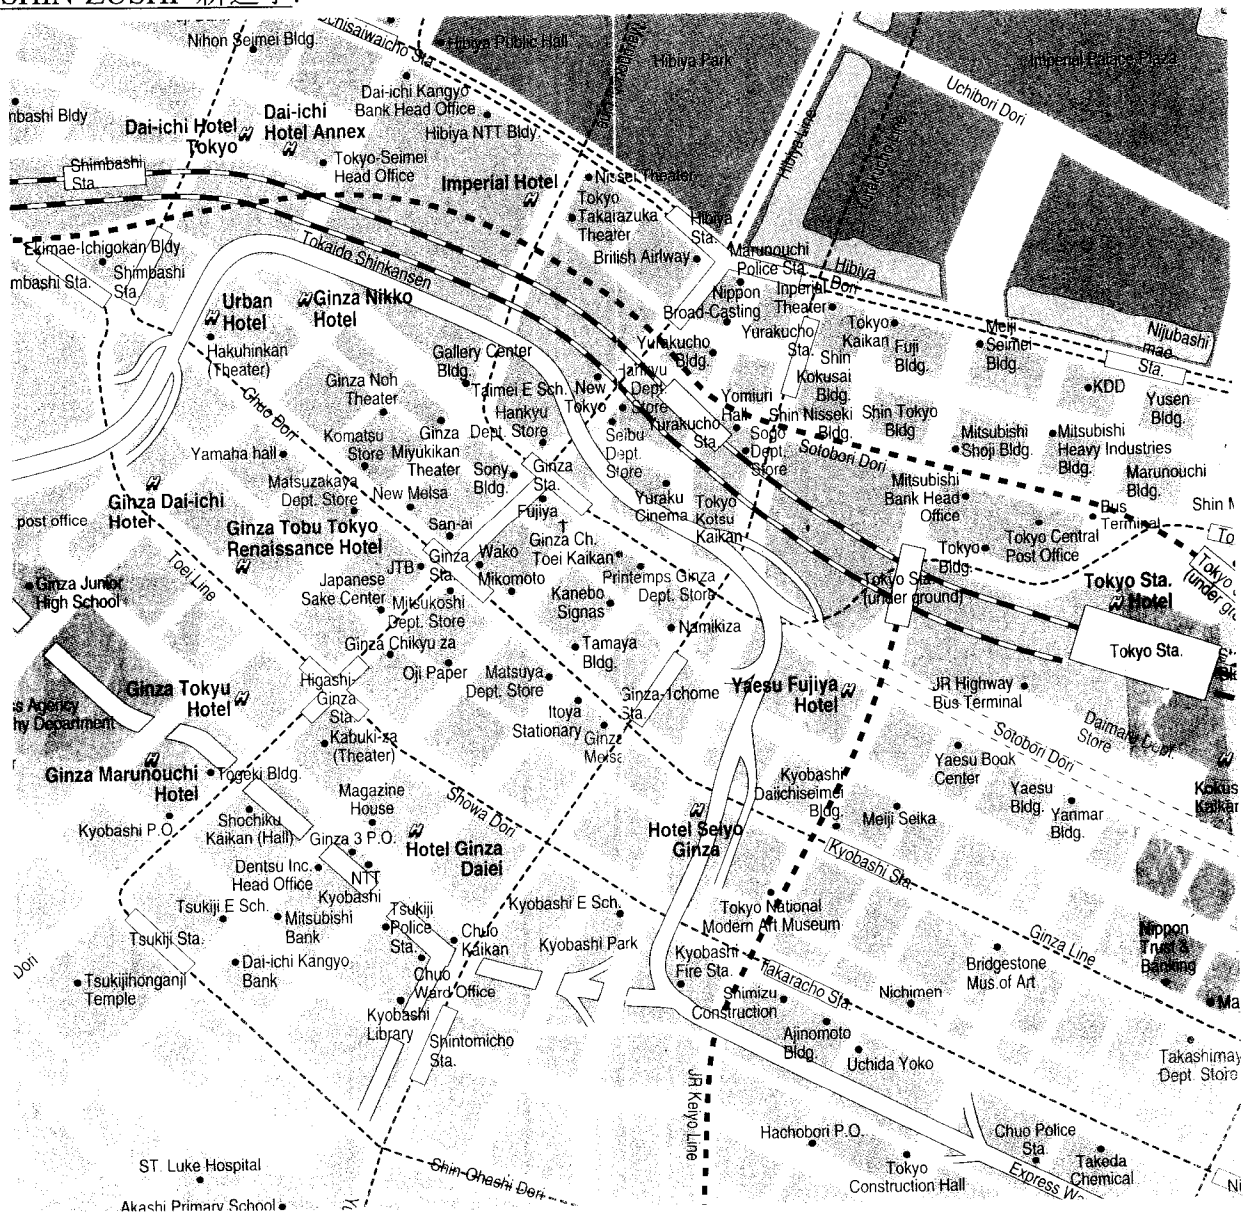 SHIN ZUSHI
Nihon Seimei Bldg.
Uchisaiwaicho Sta.
Hibiya Public Hall
Hibiya Park
Imperial Palace Plaza
Uchibori Dori
Dai-ichi Kangyo
Bank Head Office
Hibiya NTT Bldy
Dai-ichi Hotel
Tokyo
Dai-ichi
Hotel Annex
Tokyo-Seimei
Head Office
Hibiya Line
Shimbashi
Sta.
Imperial Hotel
Nissei Theater
Tokyo
Takaiazuka
Theater
Hibiya
Sta.
British Airlway
Marunouchi
Police Sta.
Hibiya
Dori
Ekimae-Ichigokan Bldy
Shimbashi
Sta.
mbashi Sta.
Tokaido Shinkansen
Nippon
Broad-Casting
Inperial
Theater
Urban
Hotel
Ginza Nikko
Hotel
Hakuhinkan
(Theater)
Yurakucho
Bldg.
Yurakucho
Sta.
Tokyo
Kaikan
Fuji
Bldg.
Meiji
Seimei
Bldg.
Nijubashi
mae
Sta.
Gallery Center
Bldg.
Taimei E Sch.
New
Tokyo
Hankyu
Dept
Store
Shin
Kokusai
Bldg.
KDD
Yusen
Bldg.
Ginza Noh
Theater
Chuo Dori
Hankyu
Dept. Store
Yurakucho
Sta.
Yomiuri
Hall
Shin Nisseki
Bldg.
Shin Tokyo
Bldg
Komatsu
Store
Ginza
Miyukikan
Theater
Seibu
Dept.
Store
Sogo
Dept.
Store
Sotobori Dori
Mitsubishi
Shoji Bldg.
Mitsubishi
Heavy Industries
Bldg.
Marunouchi
Bldg.
Yamaha hall
Matsuzakaya
Dept. Store
New Melsa
Sony
Bldg.
Ginza
Sta.
Mitsubishi
Bank Head
Office
Ginza Dai-ichi
Hotel
post office
Ginza Tobu Tokyo
Renaissance Hotel
San-ai
Fujiya
Yuraku
Cinema
Tokyo
Kotsu
Kaikan
Bus
Terminal
Shin M
Toei Line
JTB
Ginza
Sta.
Wako
Mikomoto
Ginza Ch.
Toei Kaikan
Tokyo
Bldg.
Tokyo Central
Post Office
Ginza Junior
High School
Japanese
Sake Center
Mitsukoshi
Dept. Store
Kanebo
Signas
Printemps Ginza
Dept. Store
Tokyo Sta
(under ground)
Tokyo Sta.
Hotel
Ginza Chikyu za
Oji Paper
Tamaya
Bldg.
Namikiza
Tokyo Sta.
Ginza Tokyu
Hotel
Higashi-
Ginza
Sta.
Matsuya
Dept. Store
Ginza-1chome
Sta.
Yaesu Fujiya
Hotel
JR Highway
Bus Terminal
Daimaru Dept.
Store
s Agency
hy Department
Itoya
Stationary
Kabuki-za
(Theater)
Sotobori Dori
Yaesu Book
Center
Ginza Marunouchi
Hotel
Togeki Bldg.
Kyobashi
Daiichiseimei
Bldg.
Yaesu
Bldg.
Yanmar
Bldg.
Kyobashi P.O.
Shochiku
Kaikan (Hall)
Magazine
House
Ginza 3 P.O.
Showa Dori
Hotel Ginza
Daiei
Hotel Seiyo
Ginza
Meiji Seika
Kyobashi Sta.
Dentsu Inc.
Head Office
NTT
Kyobashi
Tsukiji E Sch.
Mitsubishi
Bank
Tsukiji
Police
Sta.
Chuo
Kaikan
Kyobashi E Sch.
Kyobashi Park
Tokyo National
Modern Art Museum
Ginza Line
Nippon
Trust &
Banking
Tsukiji Sta.
Dori
Dai-ichi Kangyo
Bank
Tsukijihonganji
Temple
Chuo
Ward Office
Kyobashi
Library
Shintomicho
Sta.
Kyobashi
Fire Sta.
Takaracho Sta.
Shimizu
Construction
Nichimen
Bridgestone
Mus.of Art
Ajinomoto
Bldg.
Uchida Yoko
Takashimay
Dept. Store
JR Keiyo Line
Hachobori P.O.
Tokyo
Construction Hall
Chuo Police
Sta.
Takeda
Chemical
Express Wa
ST. Luke Hospital
Shin-Ohashi Dori
Akashi Primary School